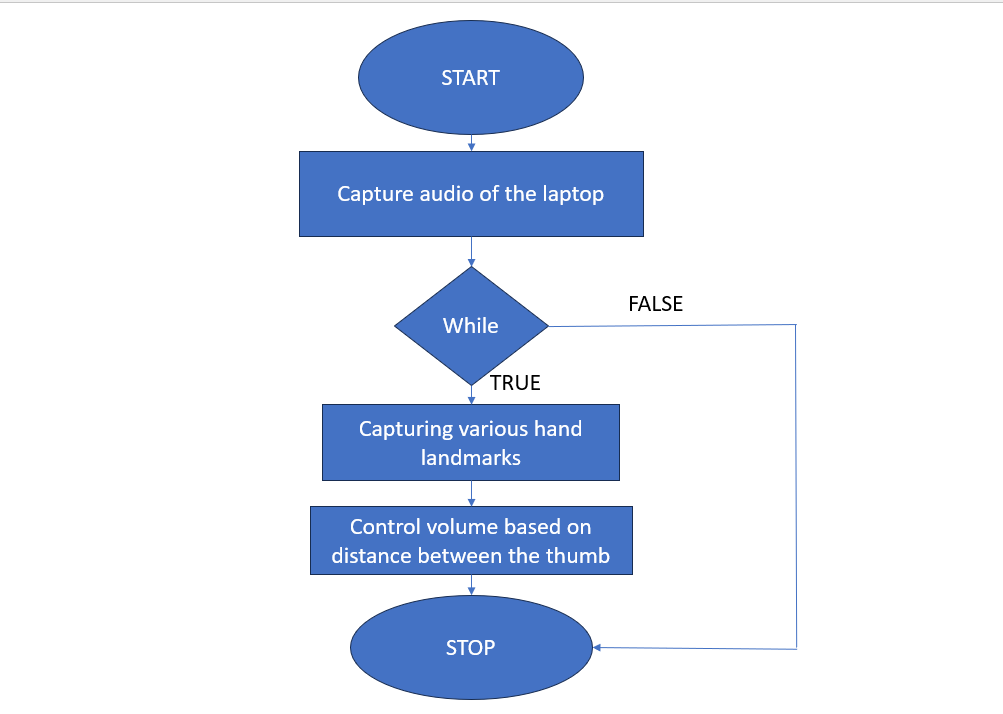 START
Capture audio of the laptop
While
FALSE
TRUE
Capturing various hand
landmarks
Control volume based on
distance between the thumb
STOP